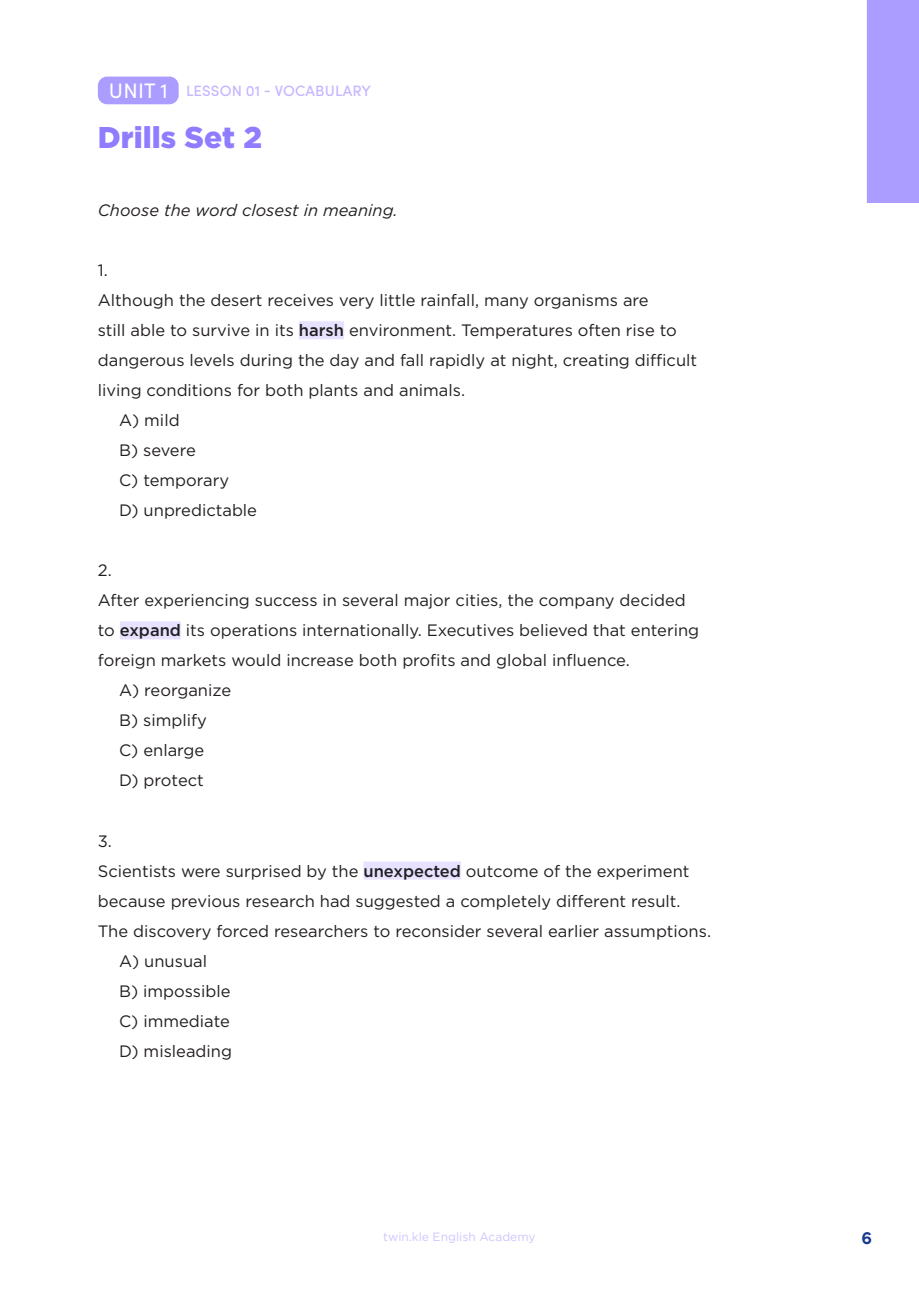 UNIT 1 LESSON 01 - VOCABULARY
Drills Set 2
Choose the word closest in meaning.
1.
Although the desert receives very little rainfall, many organisms are
still able to survive in its harsh environment. Temperatures often rise to
dangerous levels during the day and fall rapidly at night, creating difficult
living conditions for both plants and animals.
A) mild
B) severe
C) temporary
D) unpredictable
2.
After experiencing success in several major cities, the company decided
to expand its operations internationally. Executives believed that entering
foreign markets would increase both profits and global influence.
A) reorganize
B) simplify
C) enlarge
D) protect
3.
Scientists were surprised by the unexpected outcome of the experiment
because previous research had suggested a completely different result.
The discovery forced researchers to reconsider several earlier assumptions.
A) unusual
B) impossible
C) immediate
D) misleading
twin.kle English Academy
6